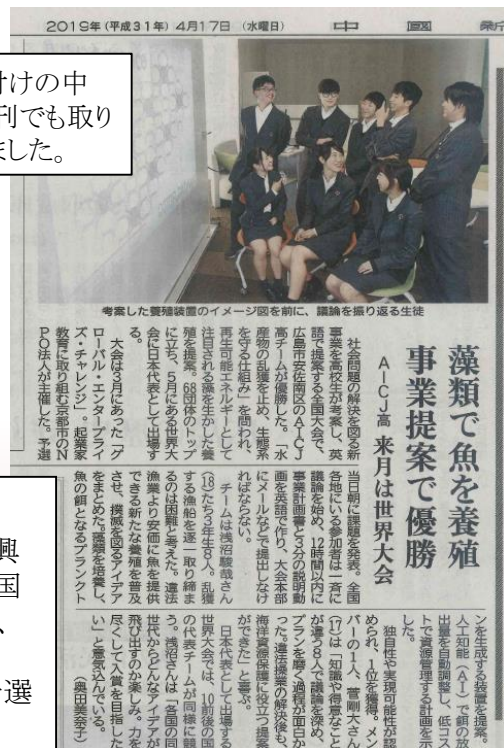 2019年(平成31年)4月17日 (水曜日)
中國新
付けの中
刊でも取り
ました。
考案した養殖装置のイメージ図を前に、議論を振り返る生徒
藻類で魚を養殖
事業提案で優勝
AICJ高 来月は世界大会
社会問題の解決を図る新
事業を高校生が考案し、英
語で提案する全国大会で、
広島市安佐南区のAICJ
高チームが優勝した。「水
産物の乱獲を止め、生態系
を守る仕組み」を問われ、
再生可能エネルギーとして
注目される藻を生かした養
殖を提案。68団体のトップ
に立ち、5月にある世界大
会に日本代表として出場す
る。
大会は3月にあった「グ
ローバル・エンタープライ
ズ・チャレンジ」。起業家
教育に取り組む京都市のN
PO法人が主催した。予選
当日朝に課題を発表。全国
各地にいる参加者は一斉に
議論を始め、12時間以内に
事業計画書と3分の説明動
画を英語で作り、大会本部
にメールなどで提出しなけ
ればならない。
チームは浅沼駿哉さん
(18)たち3年生8人。乱獲
する漁船を逐一取り締ま
るのは困難と考えた。違法
漁業より安価に魚を提供
できる新たな養殖を普及
させ、撲滅を図るアイデア
をまとめた。藻類を培養し、
魚の餌となるプランクト
ンを生成する装置を提案。
人工知能(AI)で餌の放
出量を自動調整し、低コス
トで資源管理する計画を示
した。
独自性や実現可能性が認
められ、1位を獲得。メン
バーの1人、菅剛大さん
(17)は「知識や得意なこと
が違う8人で議論を深め、
プランを磨く過程が面白か
った。違法操業の解決後も、
海洋資源保護に役立つ提案
ができた」と喜ぶ。
日本代表として出場する
世界大会では、10前後の国
の代表チームが同様に競
う。浅沼さんは「各国の同
世代からどんなアイデアが
飛び出すのか楽しみ。力を
尽くして入賞を目指した
い」と意気込んでいる。
(奥田美奈子)
興
国
、
選